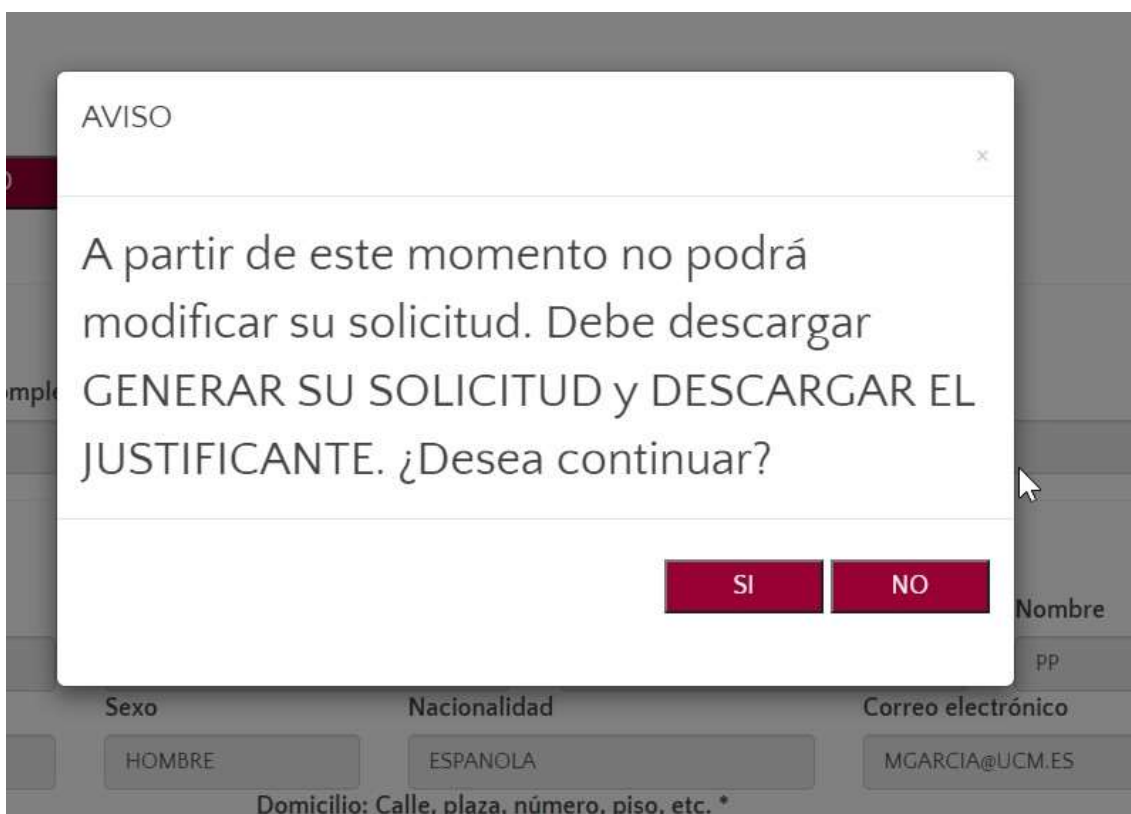 AVISO
×
A partir de este momento no podrá
modificar su solicitud. Debe descargar
GENERAR SU SOLICITUD y DESCARGAR EL
JUSTIFICANTE. ¿Desea continuar?
SI NO
Nombre
PP
Sexo Nacionalidad Correo electrónico
HOMBRE ESPANOLA MGARCIA@UCM.ES
Domicilio: Calle, plaza, número, piso, etc. *